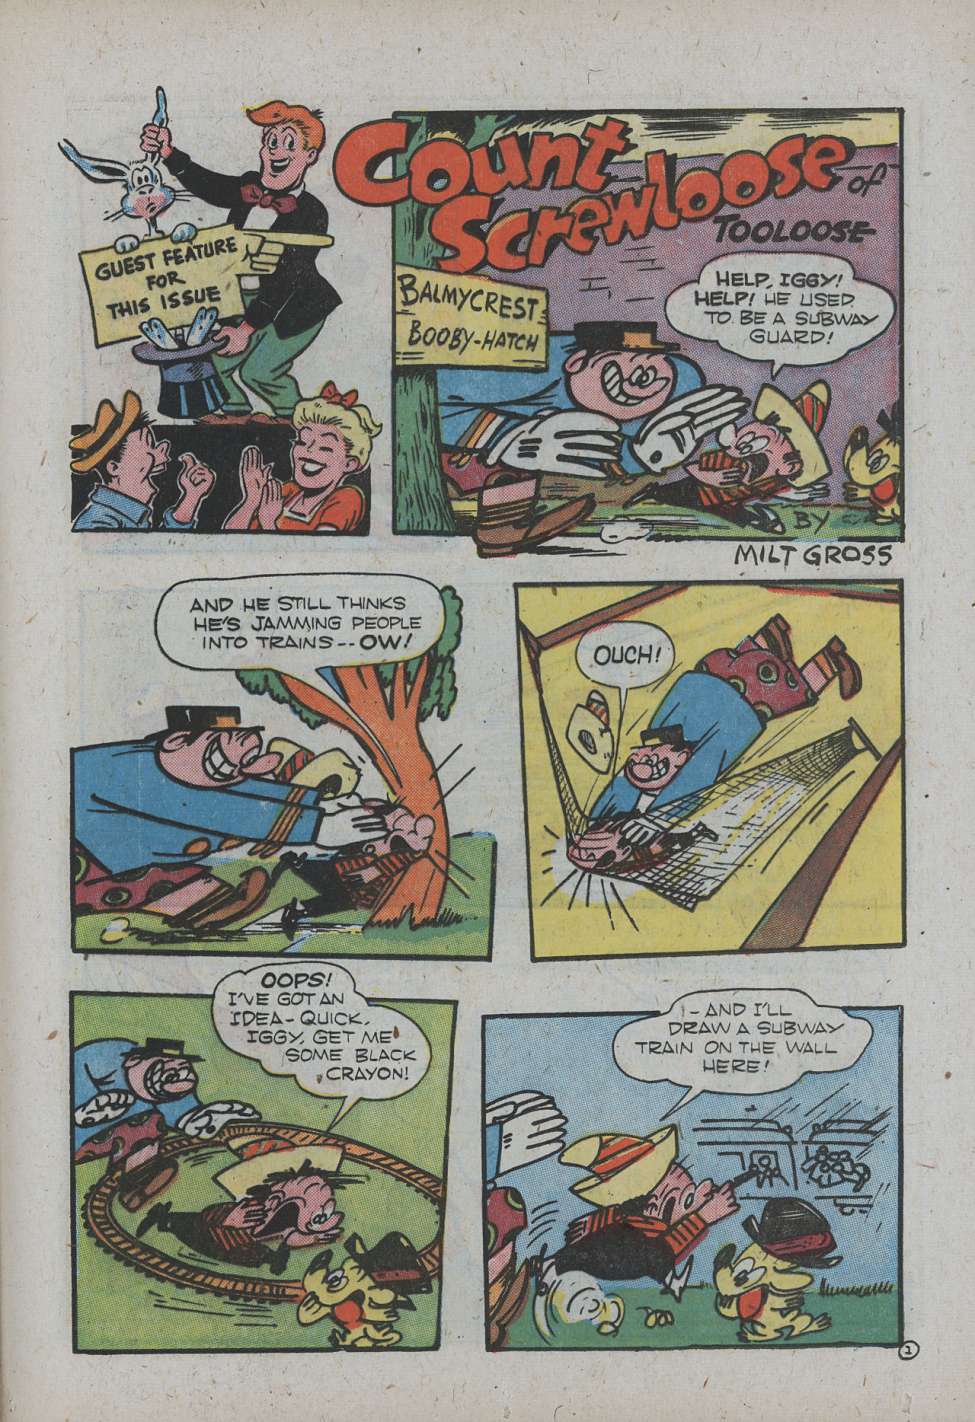 GUEST FEATURE
FOR
THIS ISSUE
Count
Screwloose
of
TOOLOOSE
BALMYCREST
BOOBY-HATCH
HELP, IGGY!
HELP! HE USED
TO BE A SUBWAY
GUARD!
BY
MILT GROSS
AND HE STILL THINKS
HE'S JAMMING PEOPLE
INTO TRAINS-- OW!
OUCH!
OOPS!
I'VE GOT AN
IDEA-QUICK,
IGGY, GET ME
SOME BLACK
CRAYON!
- AND I'LL
DRAW A SUBWAY
TRAIN ON THE WALL
HERE!
1